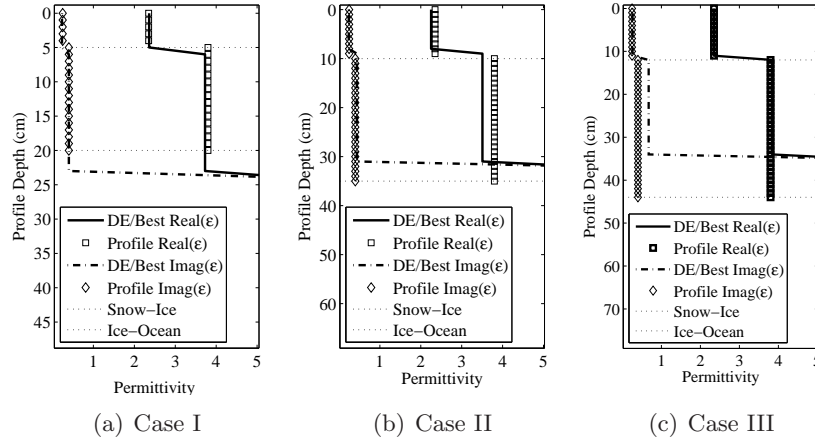 0
5
10
15
20
25
30
35
40
45
Profile Depth (cm)
DE/Best Real(ε)
Profile Real(ε)
DE/Best Imag(ε)
Profile Imag(ε)
Snow−Ice
Ice−Ocean
1 2 3 4 5
Permittivity
(a) Case I
0
10
20
30
40
50
60
Profile Depth (cm)
DE/Best Real(ε)
Profile Real(ε)
DE/Best Imag(ε)
Profile Imag(ε)
Snow−Ice
Ice−Ocean
1 2 3 4 5
Permittivity
(b) Case II
0
10
20
30
40
50
60
70
Profile Depth (cm)
DE/Best Real(ε)
Profile Real(ε)
DE/Best Imag(ε)
Profile Imag(ε)
Snow−Ice
Ice−Ocean
1 2 3 4 5
Permittivity
(c) Case III